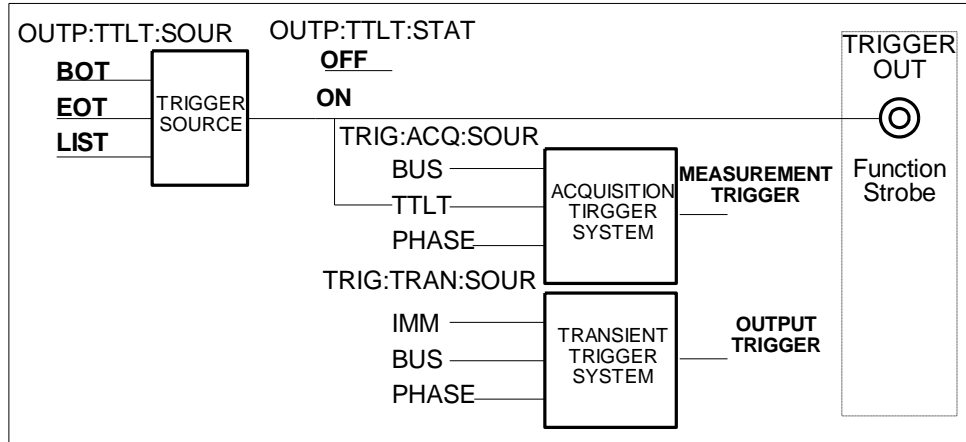 OUTP:TTLT:SOUR
OUTP:TTLT:STAT
BOT
EOT
LIST
TRIGGER
SOURCE
OFF
ON
TRIGGER
OUT
Function
Strobe
TRIG:ACQ:SOUR
BUS
TTLT
PHASE
ACQUISITION
TIRGGER
SYSTEM
MEASUREMENT
TRIGGER
TRIG:TRAN:SOUR
IMM
BUS
PHASE
TRANSIENT
TRIGGER
SYSTEM
OUTPUT
TRIGGER